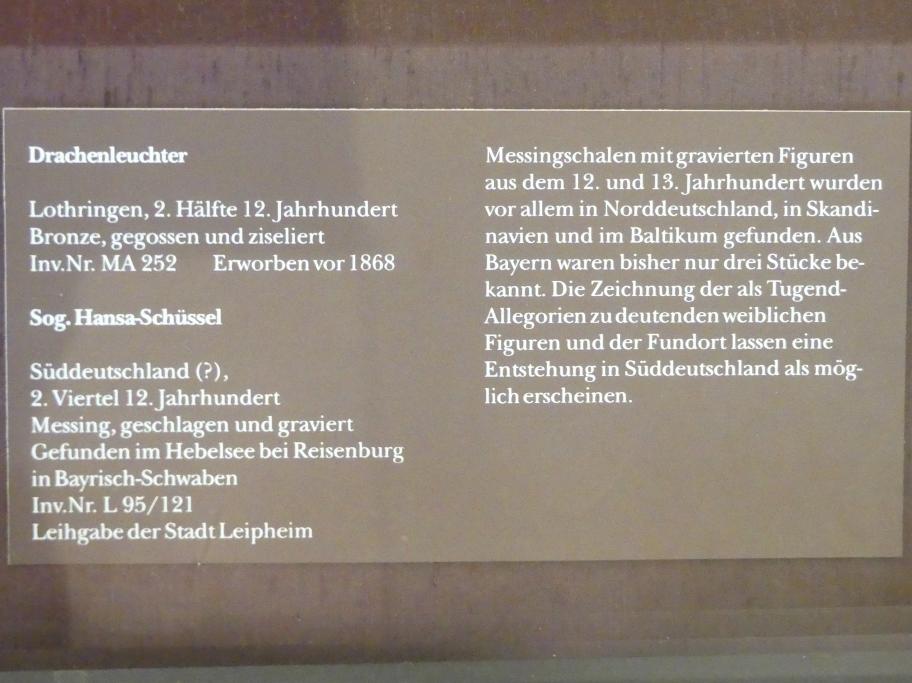 Drachenleuchter
Lothringen, 2. Hälfte 12. Jahrhundert
Bronze, gegossen und ziseliert
Inv.Nr. MA 252 Erworben vor 1868
Sog. Hansa-Schüssel
Süddeutschland (?),
2. Viertel 12. Jahrhundert
Messing, geschlagen und graviert
Gefunden im Hebelsee bei Reisenburg
in Bayrisch-Schwaben
Inv.Nr. L 95/121
Leihgabe der Stadt Leipheim
Messingschalen mit gravierten Figuren
aus dem 12. und 13. Jahrhundert wurden
vor allem in Norddeutschland, in Skandi-
navien und im Baltikum gefunden. Aus
Bayern waren bisher nur drei Stücke be-
kannt. Die Zeichnung der als Tugend-
Allegorien zu deutenden weiblichen
Figuren und der Fundort lassen eine
Entstehung in Süddeutschland als mög-
lich erscheinen.